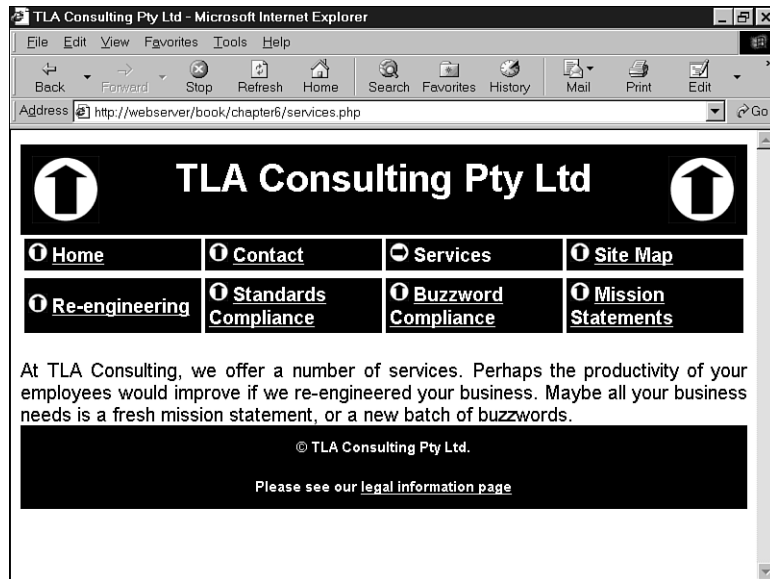 TLA Consulting Pty Ltd - Microsoft Internet Explorer
File Edit View Favorites Tools Help
Back Forward Stop Refresh Home Search Favorites History Mail Print Edit
Address http://webserver/book/chapter6/services.php Go
TLA Consulting Pty Ltd
Home Contact Services Site Map
Re-engineering Standards Compliance Buzzword Compliance Mission Statements
At TLA Consulting, we offer a number of services. Perhaps the productivity of your
employees would improve if we re-engineered your business. Maybe all your business
needs is a fresh mission statement, or a new batch of buzzwords.
© TLA Consulting Pty Ltd.
Please see our legal information page